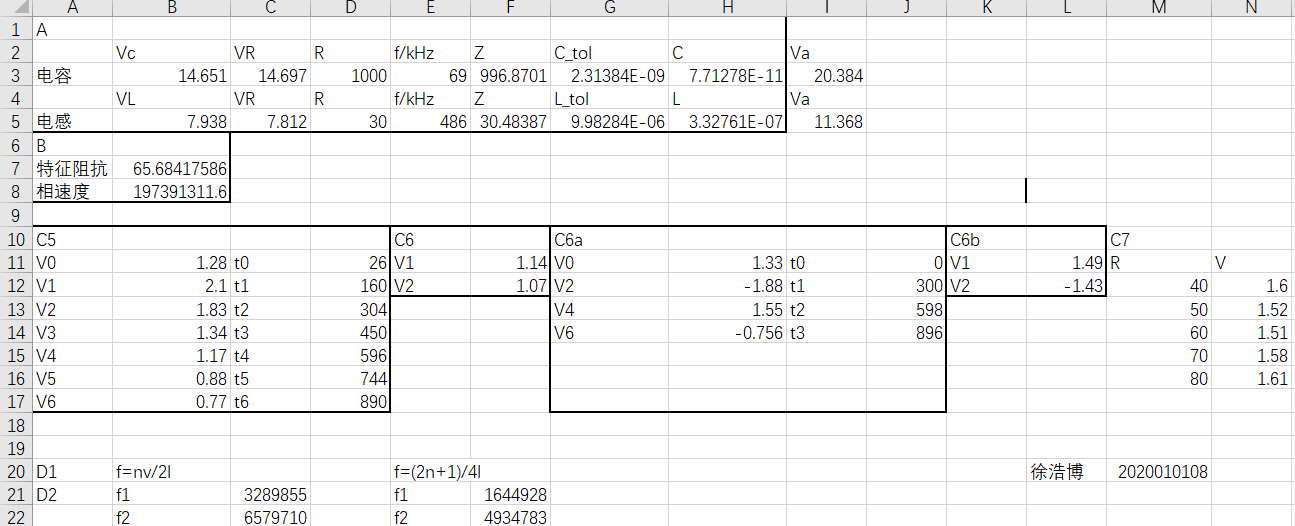 A B C D E F G H I J K L M N
1 A
2 Vc VR R f/kHz Z C_tol C Va
3 电容 14.651 14.697 1000 69 996.8701 2.31384E-09 7.71278E-11 20.384
4 VL VR R f/kHz Z L_tol L Va
5 电感 7.938 7.812 30 486 30.48387 9.98284E-06 3.32761E-07 11.368
6 B
7 特征阻抗 65.68417586
8 相速度 197391311.6
9
10 C5 C6 C6a C6b C7
11 V0 1.28 t0 26 V1 1.14 V0 1.33 t0 0 V1 1.49 R V
12 V1 2.1 t1 160 V2 1.07 V2 -1.88 t1 300 V2 -1.43 40 1.6
13 V2 1.83 t2 304 V4 1.55 t2 598 50 1.52
14 V3 1.34 t3 450 V6 -0.756 t3 896 60 1.51
15 V4 1.17 t4 596 70 1.58
16 V5 0.88 t5 744 80 1.61
17 V6 0.77 t6 890
18
19
20 D1 f=nv/2l f=(2n+1)/4l 徐浩博 2020010108
21 D2 f1 3289855 f1 1644928
22 f2 6579710 f2 4934783